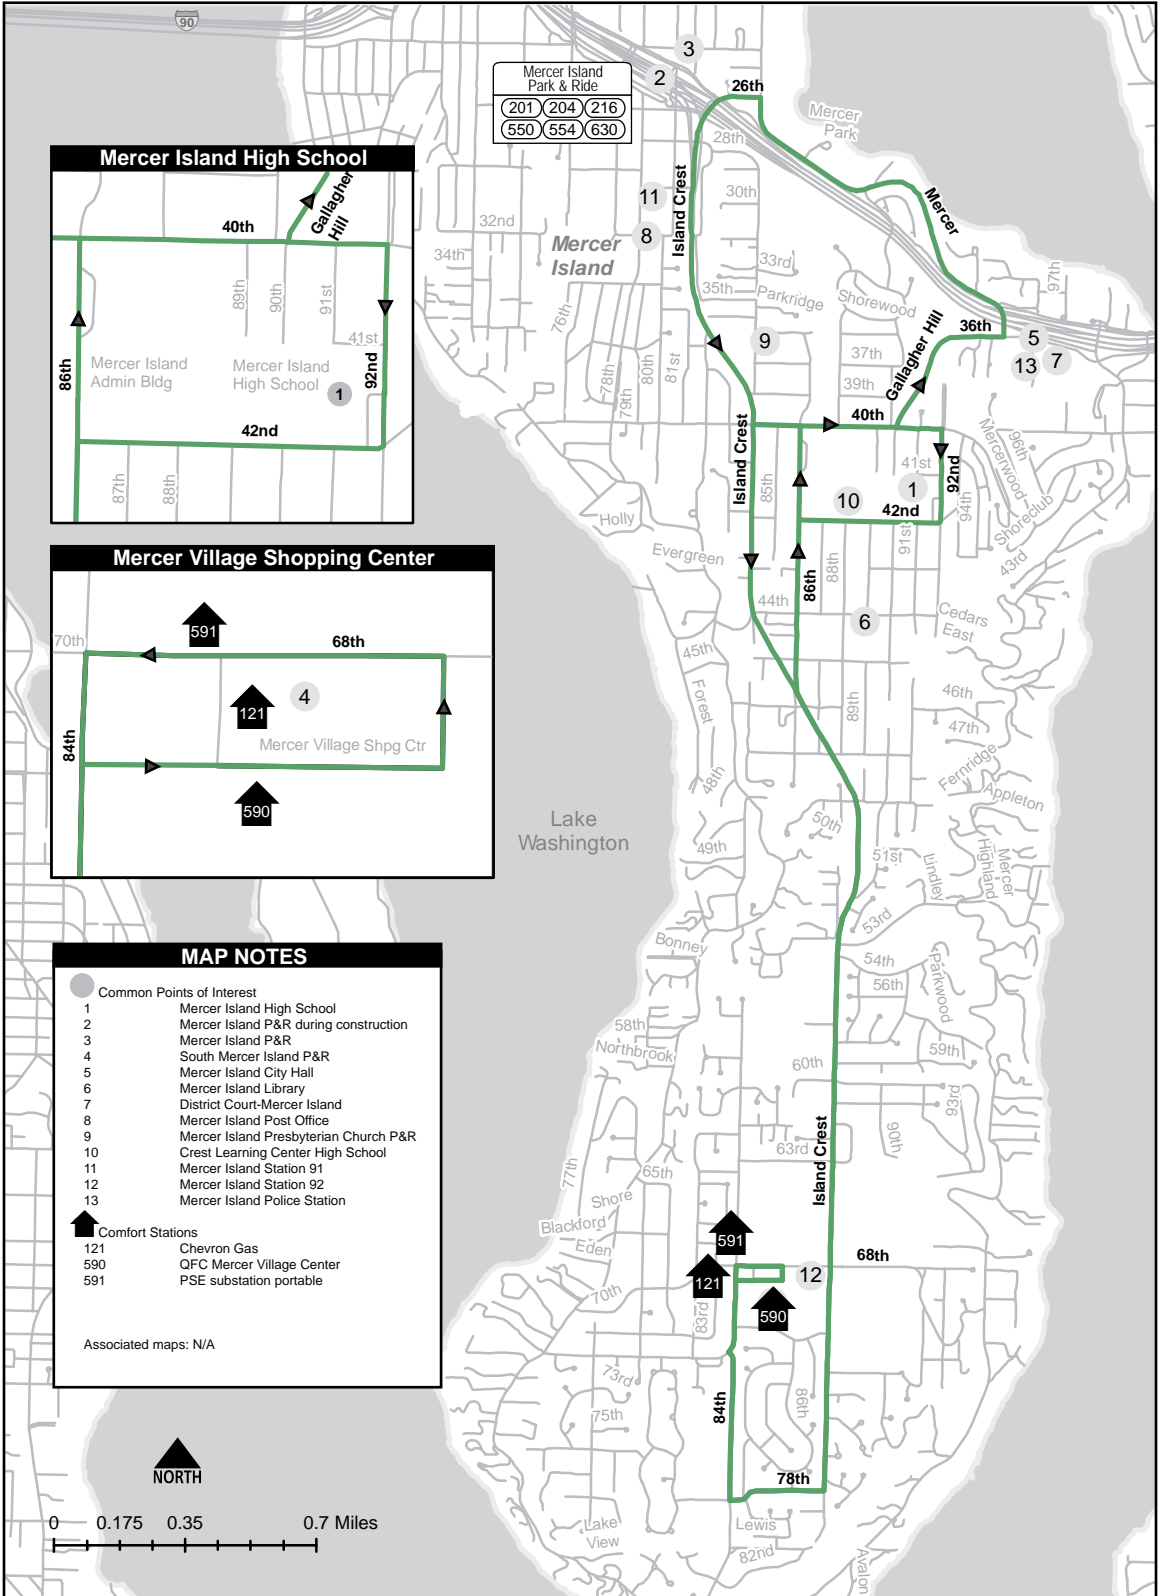 90
3
2
Mercer Island
Park & Ride
201 204 216
550 554 630
26th
Mercer
Park
28th
Island Crest
30th
11
8
32nd
34th
Mercer
Island
Mercer
33rd
35th
Parkridge
Shorewood
97th
76th
36th
Gallagher Hill
5
13
7
9
37th
39th
78th
79th
80th
81st
40th
96th
Mercerwood
Island Crest
85th
41st
92nd
94th
1
10
42nd
Shoreclub
Holly
Evergreen
91st
43rd
86th
88th
44th
6
Cedars
East
45th
Forest
46th
89th
47th
Fernridge
Appleton
48th
Lake
Washington
50th
49th
51st
Lindley
Mercer
Highland
53rd
Bonney
54th
56th
Parkwood
58th
Northbrook
59th
60th
93rd
90th
Island Crest
63rd
65th
77th
Shore
Blackford
Eden
591
68th
121
12
590
70th
83rd
73rd
75th
84th
86th
78th
Lake
View
Lewis
82nd
Avalon
Mercer Island High School
40th
Gallagher
Hill
89th
90th
91st
41st
Mercer Island
Admin Bldg
Mercer Island
High School
1
86th
92nd
42nd
87th
88th
Mercer Village Shopping Center
591
70th
68th
121
4
84th
Mercer Village Shpg Ctr
590
MAP NOTES
Common Points of Interest
1 Mercer Island High School
2 Mercer Island P&R during construction
3 Mercer Island P&R
4 South Mercer Island P&R
5 Mercer Island City Hall
6 Mercer Island Library
7 District Court-Mercer Island
8 Mercer Island Post Office
9 Mercer Island Presbyterian Church P&R
10 Crest Learning Center High School
11 Mercer Island Station 91
12 Mercer Island Station 92
13 Mercer Island Police Station
Comfort Stations
121 Chevron Gas
590 QFC Mercer Village Center
591 PSE substation portable
Associated maps: N/A
NORTH
0 0.175 0.35 0.7 Miles